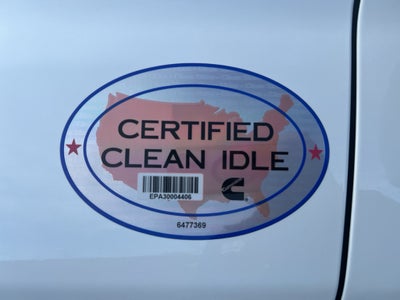 CERTIFIED
CLEAN IDLE
EPA30004406
6477369